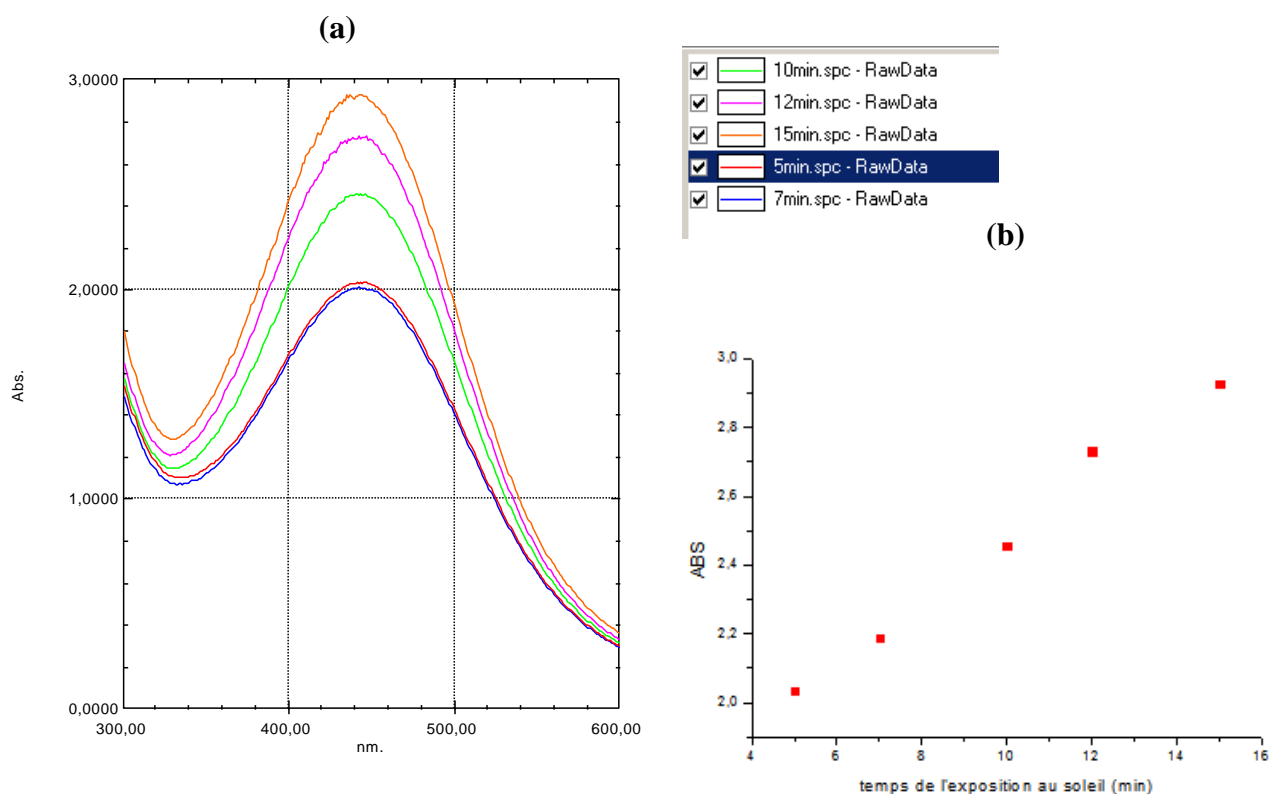 (a)
3,0000
2,0000
1,0000
0,0000
Abs.
300,00 400,00 500,00 600,00
nm.
10min.spc - RawData
12min.spc - RawData
15min.spc - RawData
5min.spc - RawData
7min.spc - RawData
(b)
3,0
2,8
2,6
2,4
2,2
2,0
ABS
4 6 8 10 12 14 16
temps de l'exposition au soleil (min)